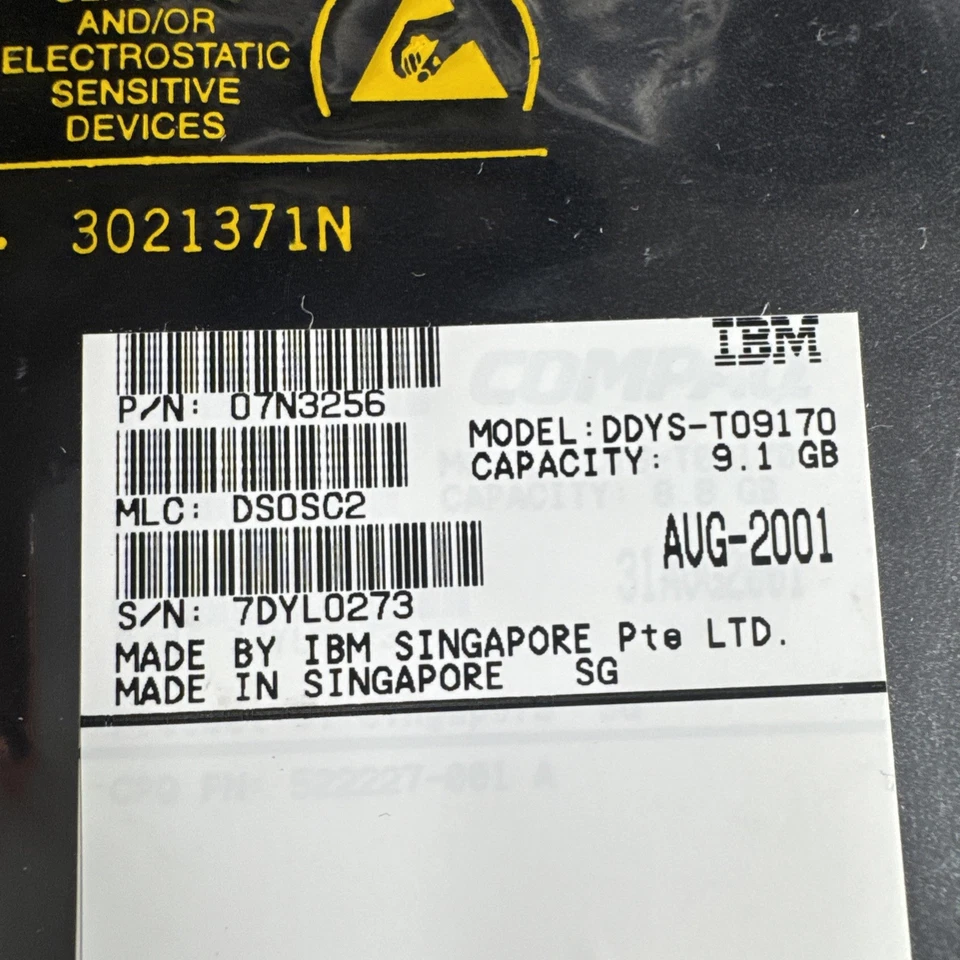 AND/OR
ELECTROSTATIC
SENSITIVE
DEVICES
3021371N
IBM
COMPAQ
P/N: 07N3256
MODEL:DDYS-T09170
CAPACITY: 9.1 GB
MLC: DS0SC2
AUG-2001
S/N: 7DYL0273
MADE BY IBM SINGAPORE Pte LTD.
MADE IN SINGAPORE SG